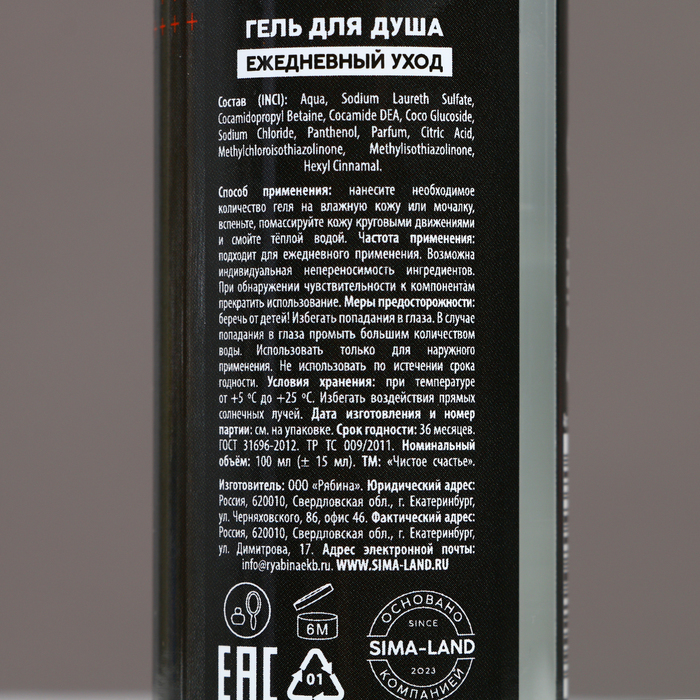 ГЕЛЬ ДЛЯ ДУША
ЕЖЕДНЕВНЫЙ УХОД
Состав (INCI): Aqua, Sodium Laureth Sulfate,
Cocamidopropyl Betaine, Cocamide DEA, Coco Glucoside,
Sodium Chloride, Panthenol, Parfum, Citric Acid,
Methylchloroisothiazolinone, Methylisothiazolinone,
Hexyl Cinnamal.
Способ применения: нанесите необходимое
количество геля на влажную кожу или мочалку,
вспеньте, помассируйте кожу круговыми движениями
и смойте тёплой водой. Частота применения:
подходит для ежедневного применения. Возможна
индивидуальная непереносимость ингредиентов.
При обнаружении чувствительности к компонентам
прекратить использование. Меры предосторожности:
беречь от детей! Избегать попадания в глаза. В случае
попадания в глаза промыть большим количеством
воды. Использовать только для наружного
применения. Не использовать по истечении срока
годности. Условия хранения: при температуре
от +5 ºС до +25 ºС. Избегать воздействия прямых
солнечных лучей. Дата изготовления и номер
партии: см. на упаковке. Срок годности: 36 месяцев.
ГОСТ 31696-2012. ТР ТС 009/2011. Номинальный
объём: 100 мл (± 15 мл). ТМ: «Чистое счастье».
Изготовитель: ООО «Рябина». Юридический адрес:
Россия, 620010, Свердловская обл., г. Екатеринбург,
ул. Черняховского, 86, офис 46. Фактический адрес:
Россия, 620010, Свердловская обл., г. Екатеринбург,
ул. Димитрова, 17. Адрес электронной почты:
info@ryabinaekb.ru. WWW.SIMA-LAND.RU
6М
ОСНОВАНО
SINCE
SIMA-LAND
2023
КОМПАНИЕЙ
EAC
01